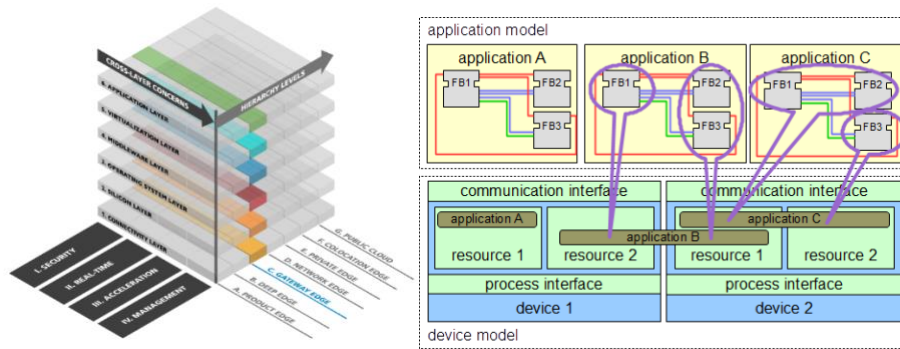 CROSS-LAYER CONCERNS
HIERARCHY LEVELS
6. APPLICATION LAYER
5. VIRTUALIZATION LAYER
4. MIDDLEWARE LAYER
3. OPERATING SYSTEM LAYER
2. SILICON LAYER
1. CONNECTIVITY LAYER
I. SECURITY
II. REAL-TIME
III. ACCELERATION
IV. MANAGEMENT
G. PUBLIC CLOUD
F. COLOCATION EDGE
E. PRIVATE EDGE
D. NETWORK EDGE
C. GATEWAY EDGE
B. DEEP EDGE
A. PRODUCT EDGE
application model
application A
FB1
FB2
FB3
application B
FB1
FB2
FB3
application C
FB1
FB2
FB3
communication interface
communication interface
application A
application C
application B
resource 1
resource 2
resource 1
resource 2
process interface
process interface
device 1
device 2
device model